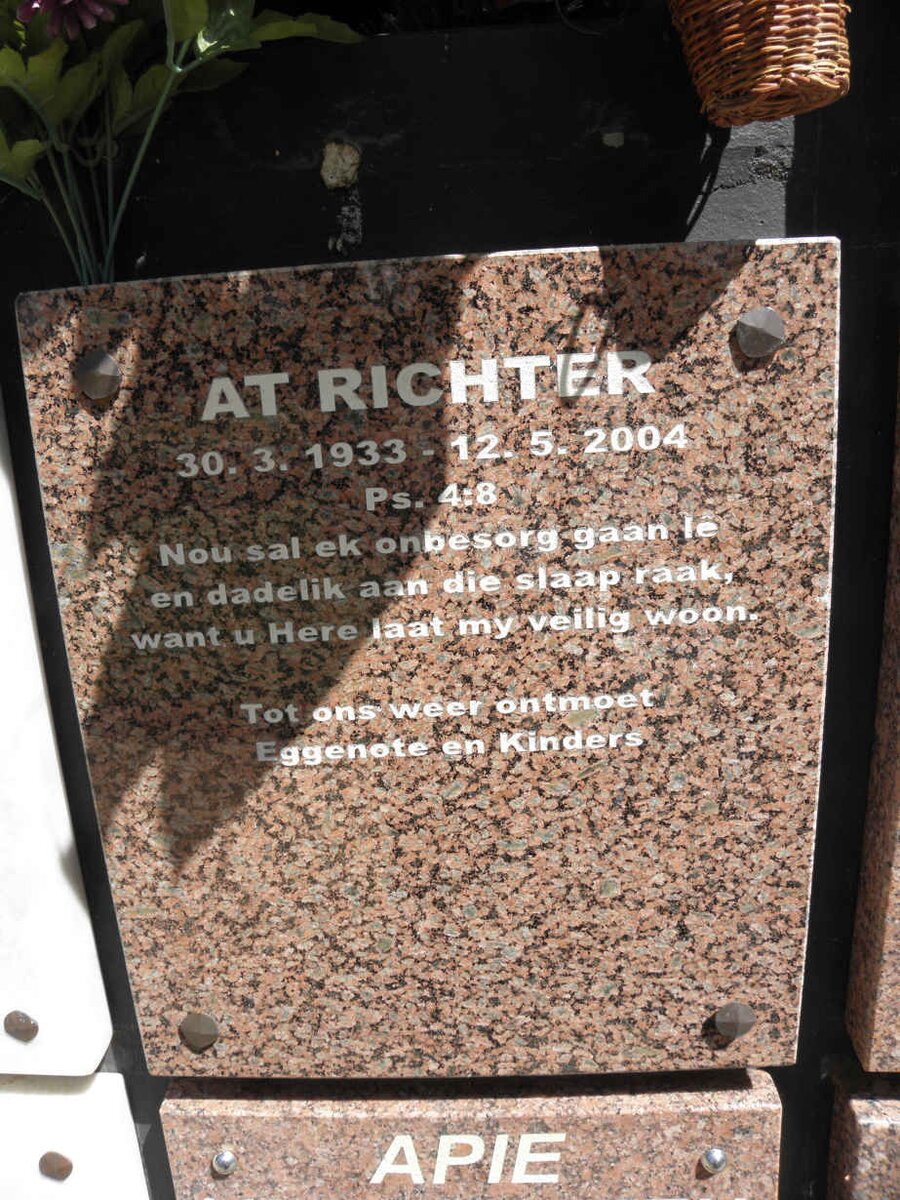 AT RICHTER
30. 3. 1933 - 12. 5. 2004
Ps. 4:8
Nou sal ek onbesorg gaan lê
en dadelik aan die slaap raak,
want u Here laat my veilig woon.
Tot ons weer ontmoet
Eggenote en Kinders
APIE